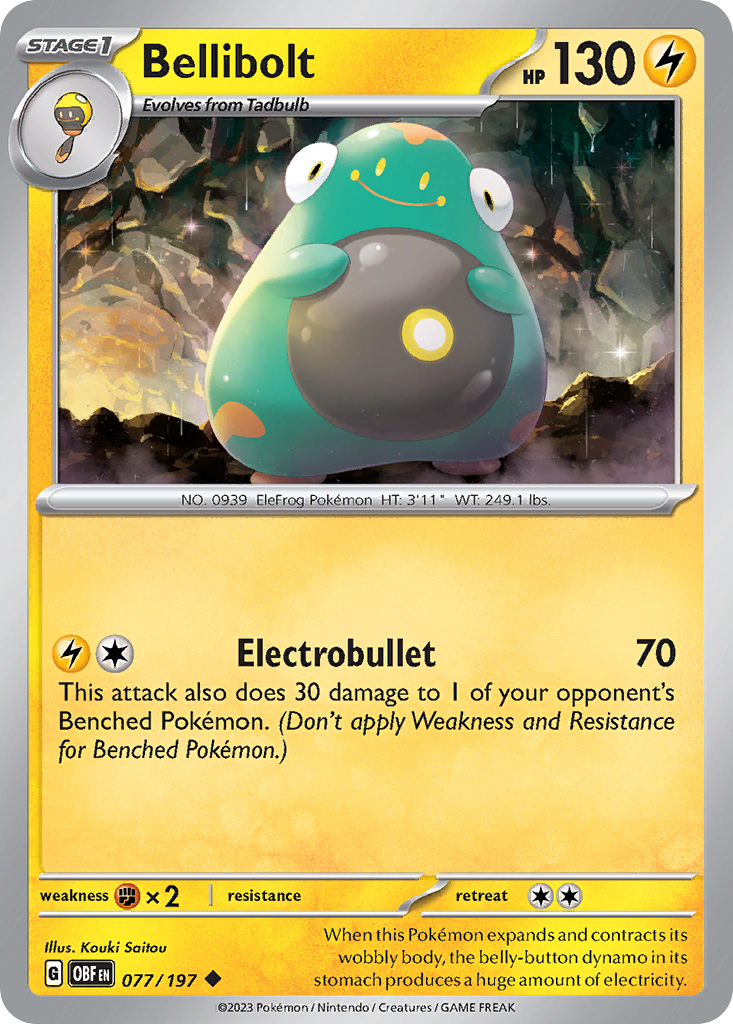 STAGE1
Bellibolt
HP 130
Evolves from Tadbulb
NO. 0939 EleFrog Pokémon HT: 3'11" WT: 249.1 lbs.
Electrobullet 70
This attack also does 30 damage to 1 of your opponent's
Benched Pokémon. (Don't apply Weakness and Resistance
for Benched Pokémon.)
weakness ×2 resistance retreat
Illus. Kouki Saitou
G OBF EN 077/197
When this Pokémon expands and contracts its
wobbly body, the belly-button dynamo in its
stomach produces a huge amount of electricity.
©2023 Pokémon / Nintendo / Creatures / GAME FREAK